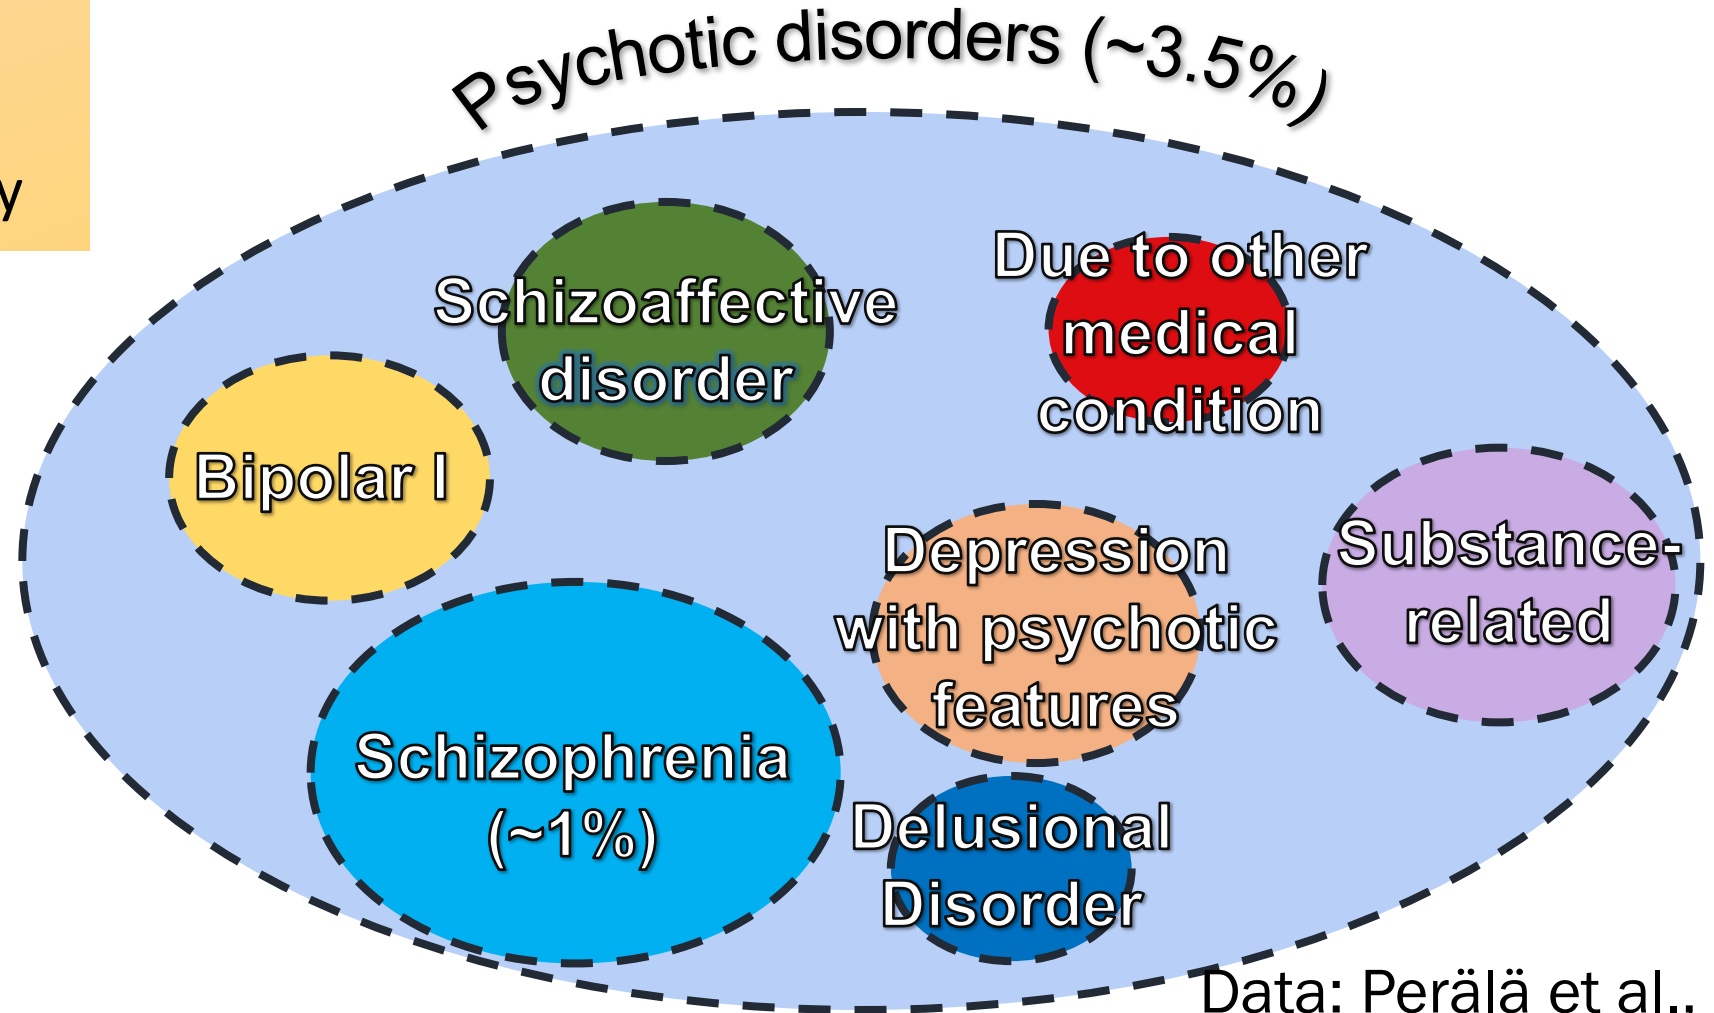 Psychotic disorders (~3.5%)
y
Schizoaffective
disorder
Due to other
medical
condition
Bipolar I
Depression
with psychotic
features
Substance-
related
Schizophrenia
(~1%)
Delusional
Disorder
Data: Perälä et al..